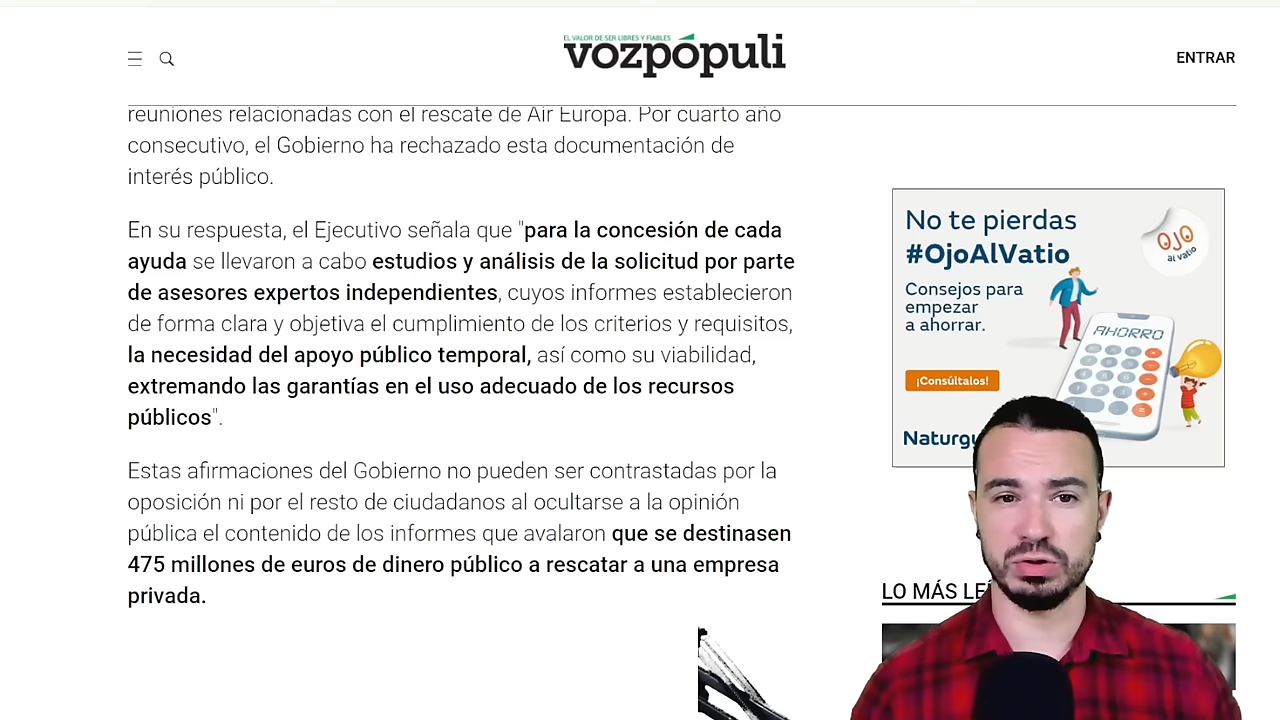 EL VALOR DE SER LIBRES Y FIABLES
vozpópuli
ENTRAR
reuniones relacionadas con el rescate de Air Europa. Por cuarto año
consecutivo, el Gobierno ha rechazado esta documentación de
interés público.
En su respuesta, el Ejecutivo señala que "para la concesión de cada
ayuda se llevaron a cabo estudios y análisis de la solicitud por parte
de asesores expertos independientes, cuyos informes establecieron
de forma clara y objetiva el cumplimiento de los criterios y requisitos,
la necesidad del apoyo público temporal, así como su viabilidad,
extremando las garantías en el uso adecuado de los recursos
públicos".
Estas afirmaciones del Gobierno no pueden ser contrastadas por la
oposición ni por el resto de ciudadanos al ocultarse a la opinión
pública el contenido de los informes que avalaron que se destinasen
475 millones de euros de dinero público a rescatar a una empresa
privada.
No te pierdas
#OjoAlVatio
Consejos para
empezar
a ahorrar.
¡Consúltalos!
OJO
al vatio
AHORRO
LO MÁS